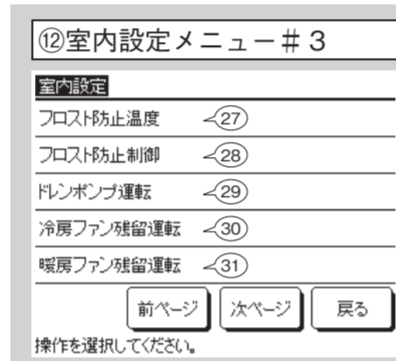 ⑫室内設定メニュー＃３
室内設定
フロスト防止温度 27
フロスト防止制御 28
ドレンポンプ運転 29
冷房ファン残留運転 30
暖房ファン残留運転 31
前ページ 次ページ 戻る
操作を選択してください。